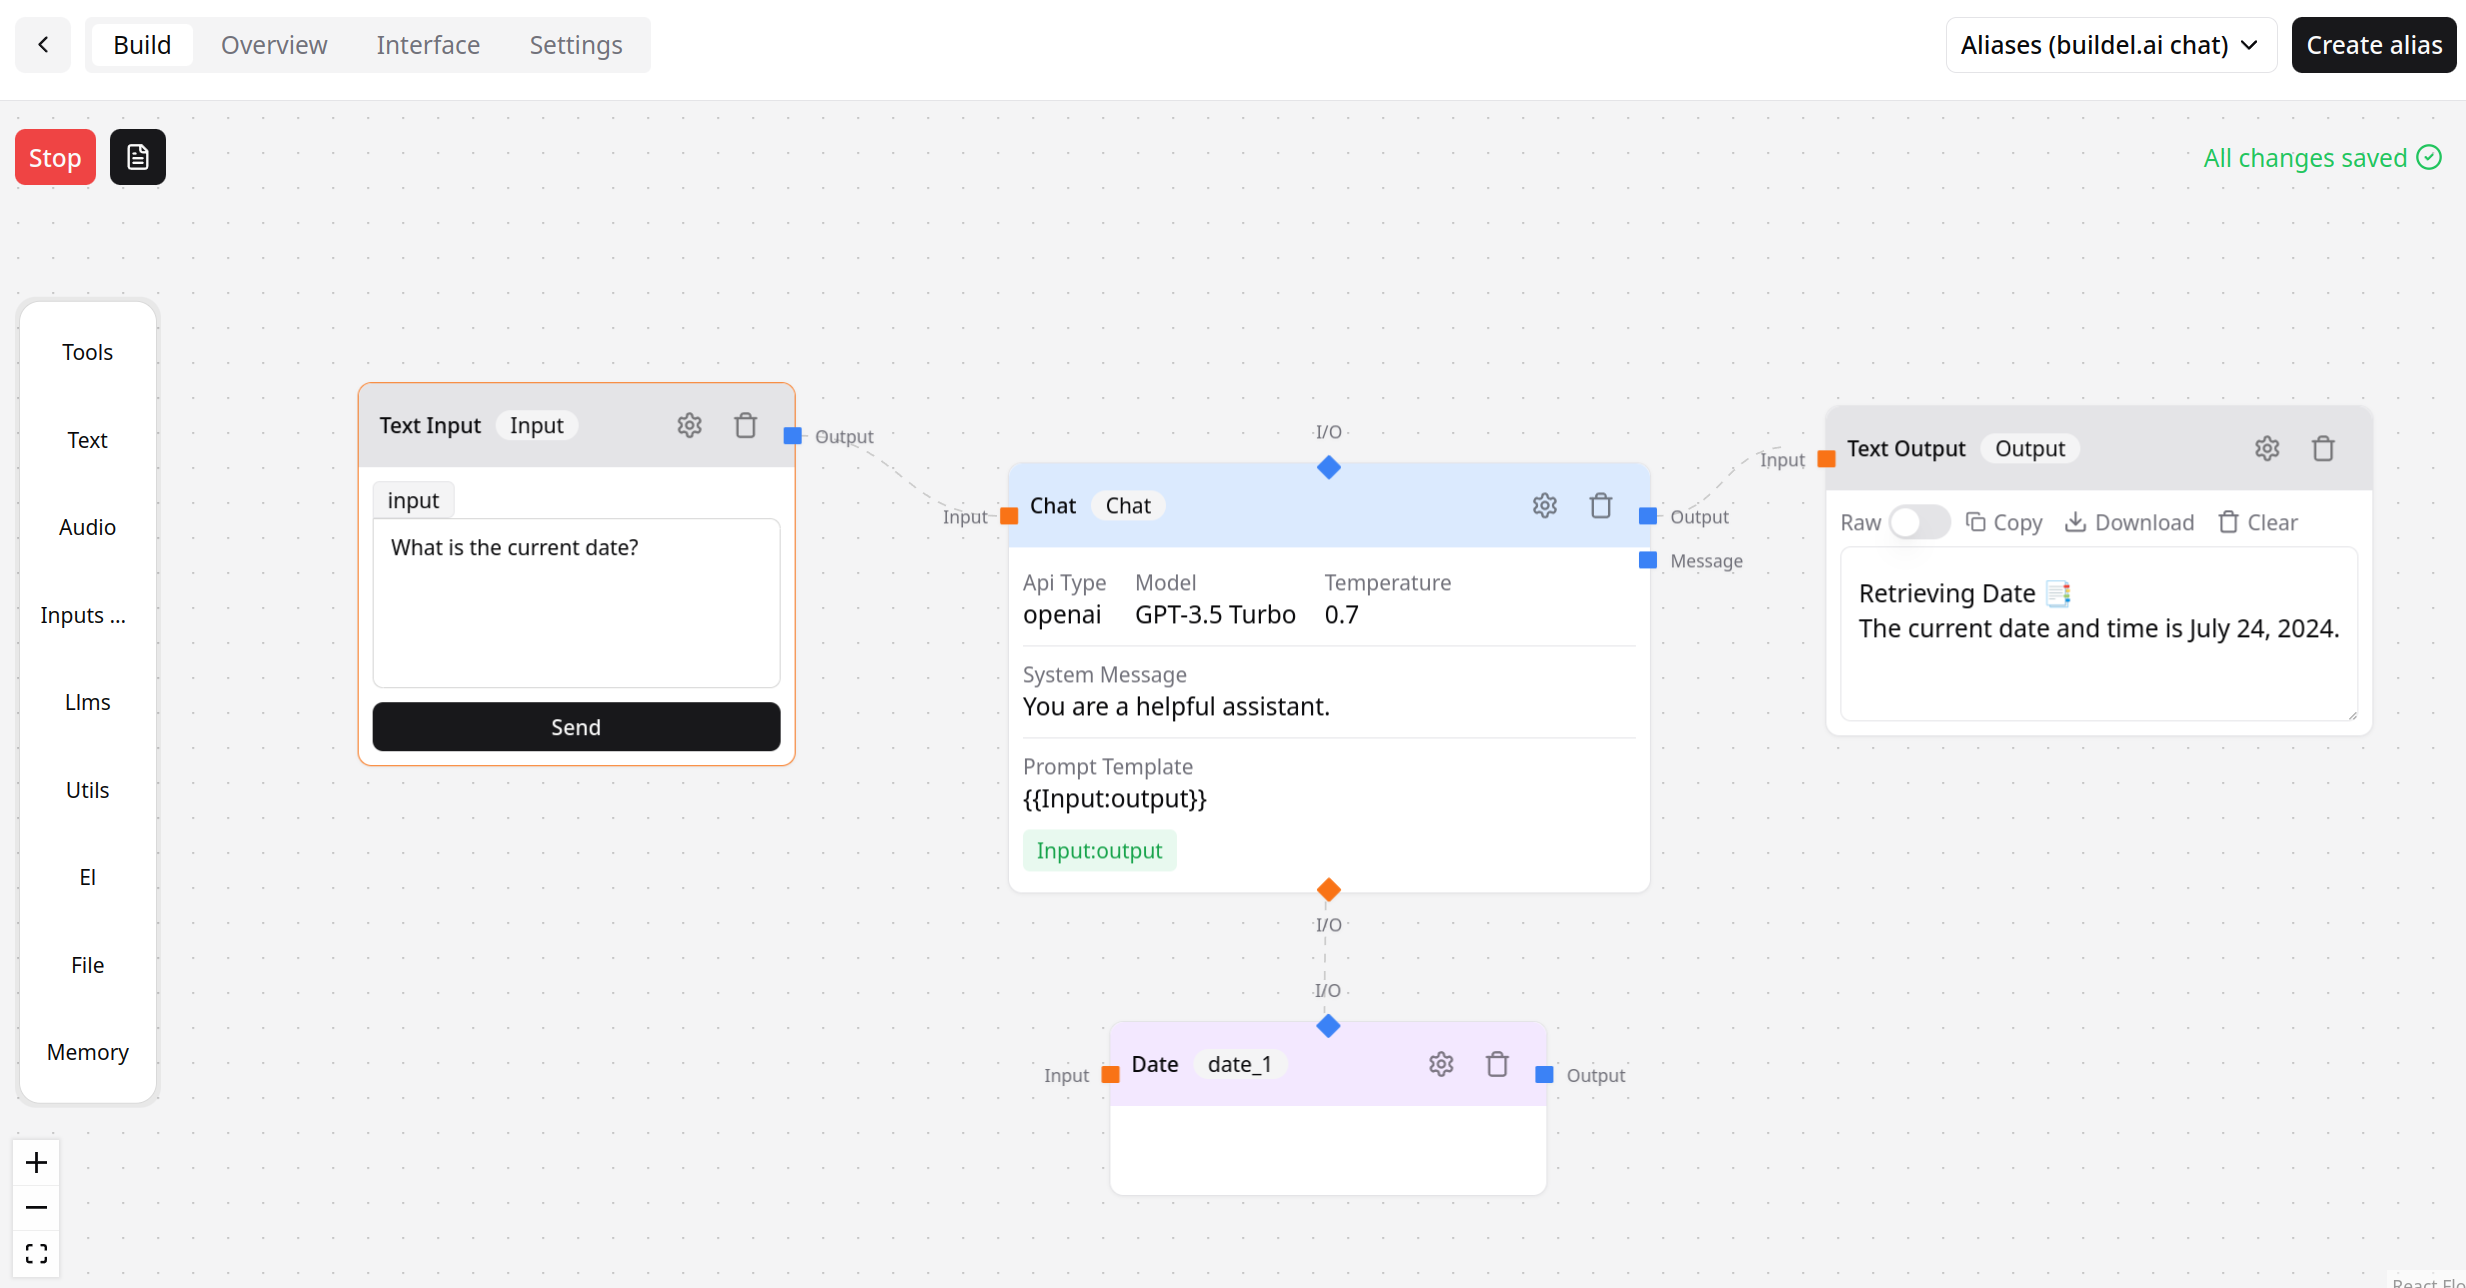 Build Overview Interface Settings
Aliases (buildel.ai chat) Create alias
Stop
All changes saved
Tools
Text
Audio
Inputs ...
Llms
Utils
El
File
Memory
Text Input Input
Output
input
What is the current date?
Send
I/O
Input
Chat Chat
Output
Message
Api Type Model Temperature
openai GPT-3.5 Turbo 0.7
System Message
You are a helpful assistant.
Prompt Template
{{Input:output}}
Input:output
I/O
I/O
Input
Date date_1
Output
Input
Text Output Output
Raw Copy Download Clear
Retrieving Date 📑
The current date and time is July 24, 2024.
React Flo